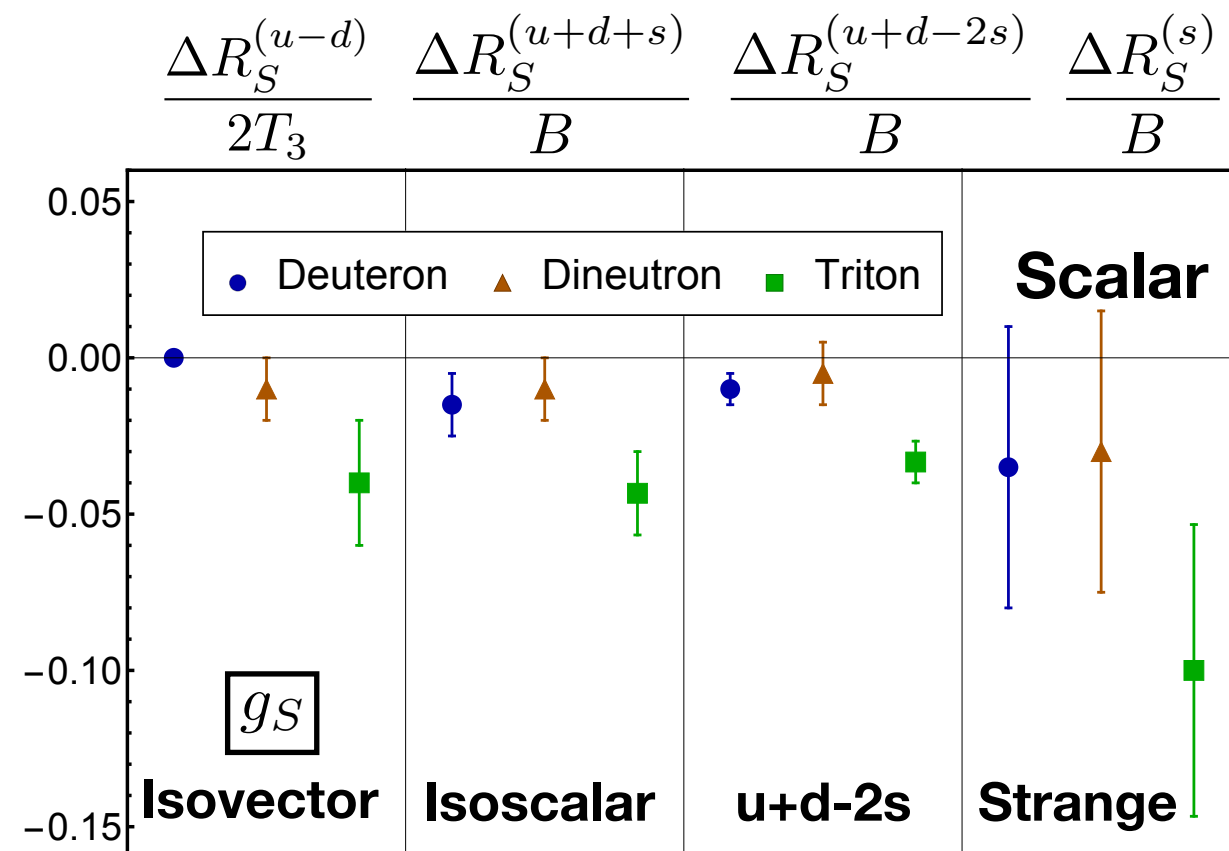 ΔR_S^{(u−d)} / 2T_3   ΔR_S^{(u+d+s)} / B   ΔR_S^{(u+d−2s)} / B   ΔR_S^{(s)} / B
0.05
Deuteron Dineutron Triton
Scalar
0.00
−0.05
−0.10
g_S
Isovector Isoscalar u+d-2s Strange
−0.15